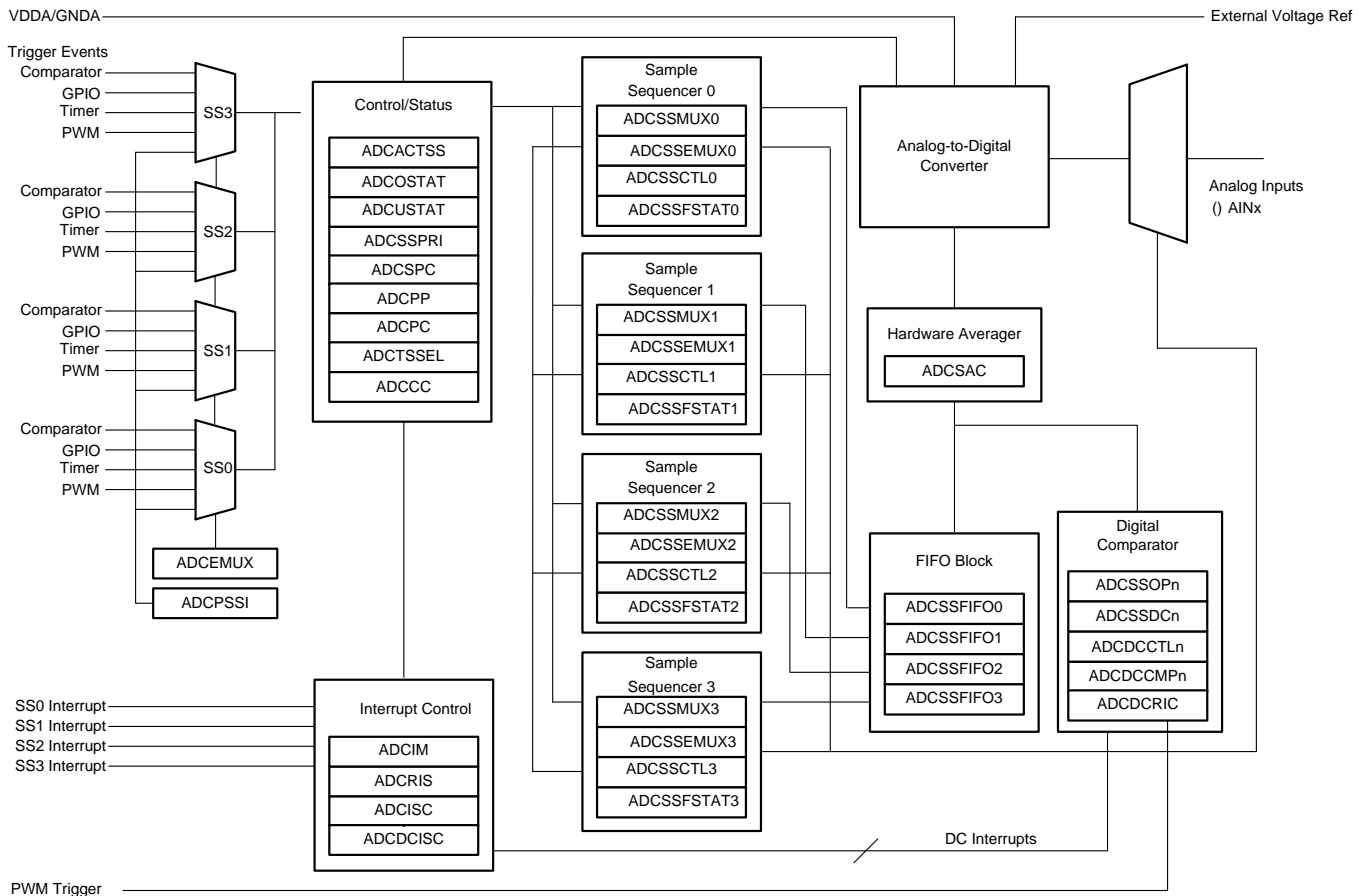 VDDA/GNDA
External Voltage Ref
Trigger Events
Comparator
GPIO
Timer
PWM
SS3
Comparator
GPIO
Timer
PWM
SS2
Comparator
GPIO
Timer
PWM
SS1
Comparator
GPIO
Timer
PWM
SS0
ADCEMUX
ADCPSSI
Control/Status
ADCACTSS
ADCOSTAT
ADCUSTAT
ADCSSPRI
ADCSPC
ADCPP
ADCPC
ADCTSSEL
ADCCC
SS0 Interrupt
SS1 Interrupt
SS2 Interrupt
SS3 Interrupt
Interrupt Control
ADCIM
ADCRIS
ADCISC
ADCDCISC
Sample
Sequencer 0
ADCSSMUX0
ADCSSEMUX0
ADCSSCTL0
ADCSSFSTAT0
Sample
Sequencer 1
ADCSSMUX1
ADCSSEMUX1
ADCSSCTL1
ADCSSFSTAT1
Sample
Sequencer 2
ADCSSMUX2
ADCSSEMUX2
ADCSSCTL2
ADCSSFSTAT2
Sample
Sequencer 3
ADCSSMUX3
ADCSSEMUX3
ADCSSCTL3
ADCSSFSTAT3
Analog-to-Digital
Converter
Analog Inputs
() AINx
Hardware Averager
ADCSAC
FIFO Block
ADCSSFIFO0
ADCSSFIFO1
ADCSSFIFO2
ADCSSFIFO3
Digital
Comparator
ADCSSOPn
ADCSSDCn
ADCDCCTLn
ADCDCCMPn
ADCDCRIC
DC Interrupts
PWM Trigger